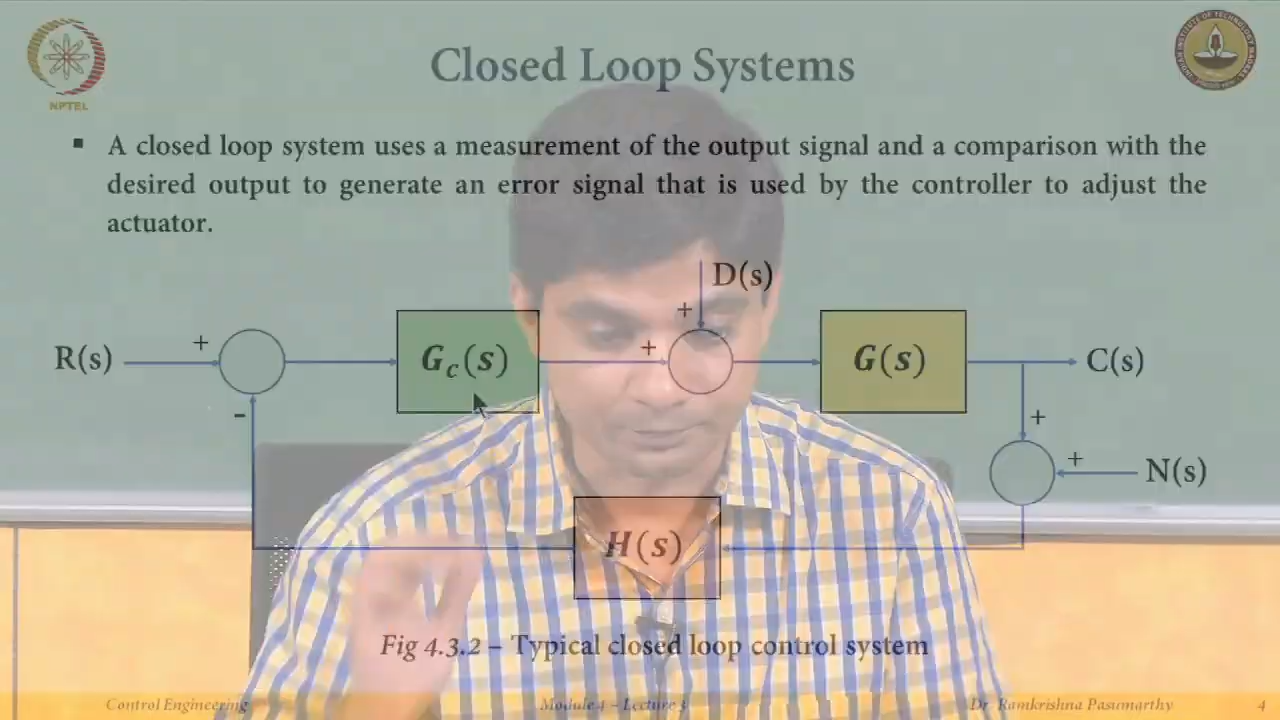 Closed Loop Systems
NPTEL
▪ A closed loop system uses a measurement of the output signal and a comparison with the
desired output to generate an error signal that is used by the controller to adjust the
actuator.
D(s)
+
R(s) + Gc(s) + G(s) C(s)
- +
+ N(s)
H(s)
Fig 4.3.2 – Typical closed loop control system
Control Engineering Module 4 – Lecture 3 Dr. Ramkrishna Pasumarthy 4